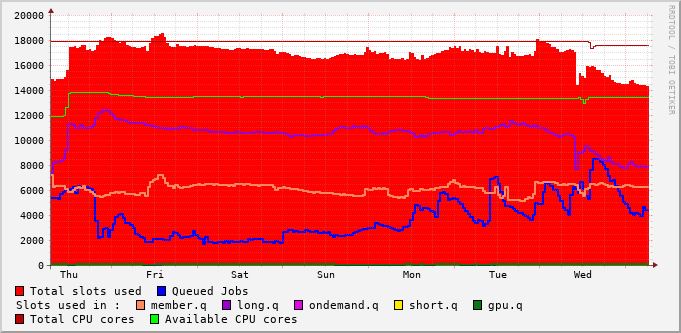 20000
18000
16000
14000
12000
10000
8000
6000
4000
2000
0
Thu Fri Sat Sun Mon Tue Wed
RRDTOOL / TOBI OETIKER
Total slots used Queued Jobs
Slots used in : member.q long.q ondemand.q short.q gpu.q
Total CPU cores Available CPU cores